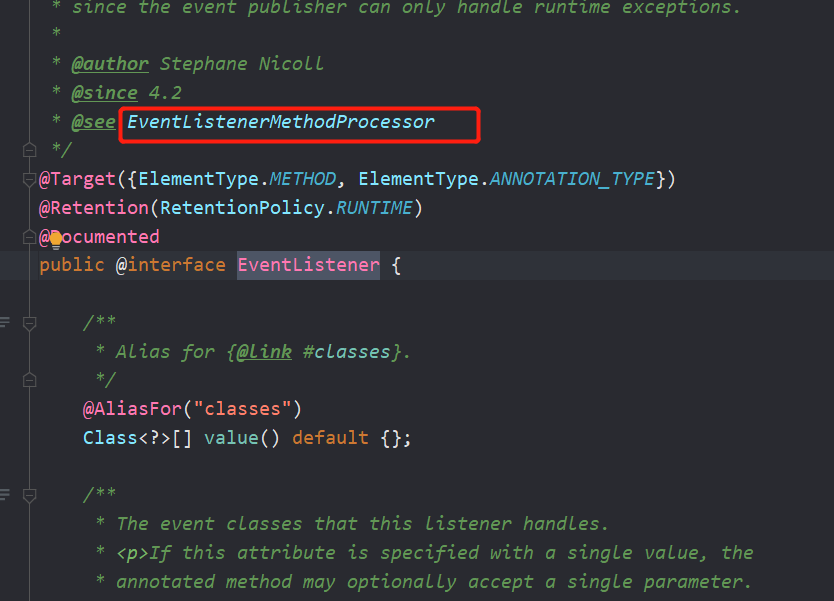 * since the event publisher can only handle runtime exceptions.
*
* @author Stephane Nicoll
* @since 4.2
* @see EventListenerMethodProcessor
*/
@Target({ElementType.METHOD, ElementType.ANNOTATION_TYPE})
@Retention(RetentionPolicy.RUNTIME)
@Documented
public @interface EventListener {
/**
* Alias for {@link #classes}.
*/
@AliasFor("classes")
Class<?>[] value() default {};
/**
* The event classes that this listener handles.
* <p>If this attribute is specified with a single value, the
* annotated method may optionally accept a single parameter.